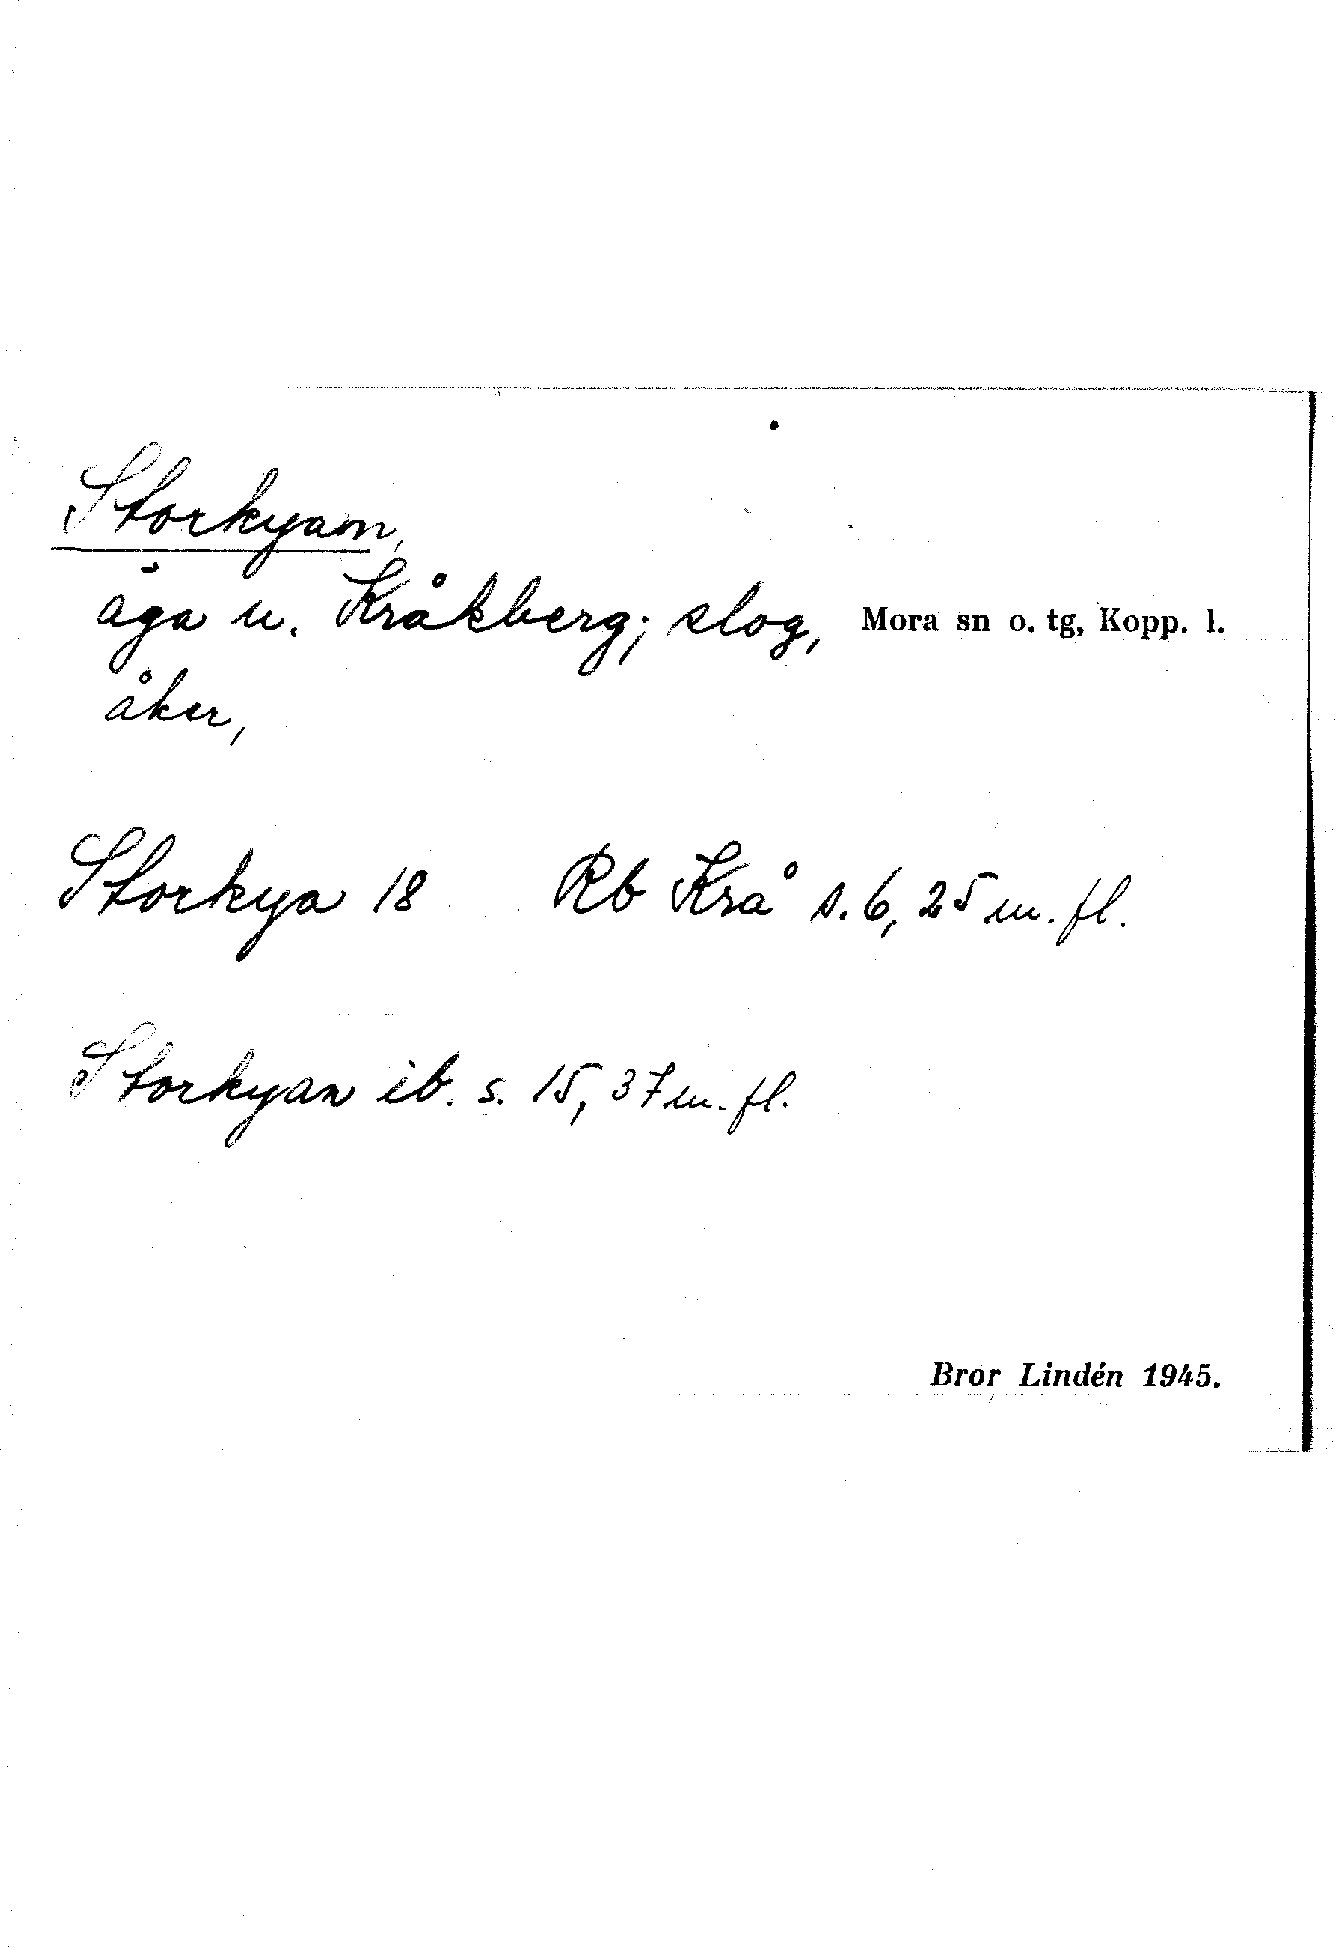 Storkyan,
äga u. Kråkberg; slog, Mora sn o. tg, Kopp. l.
åker,
Storkya 18 Rb Krå s. 6, 25 m. fl.
Storkyan ib. s. 15, 37 m. fl.
Bror Lindén 1945.